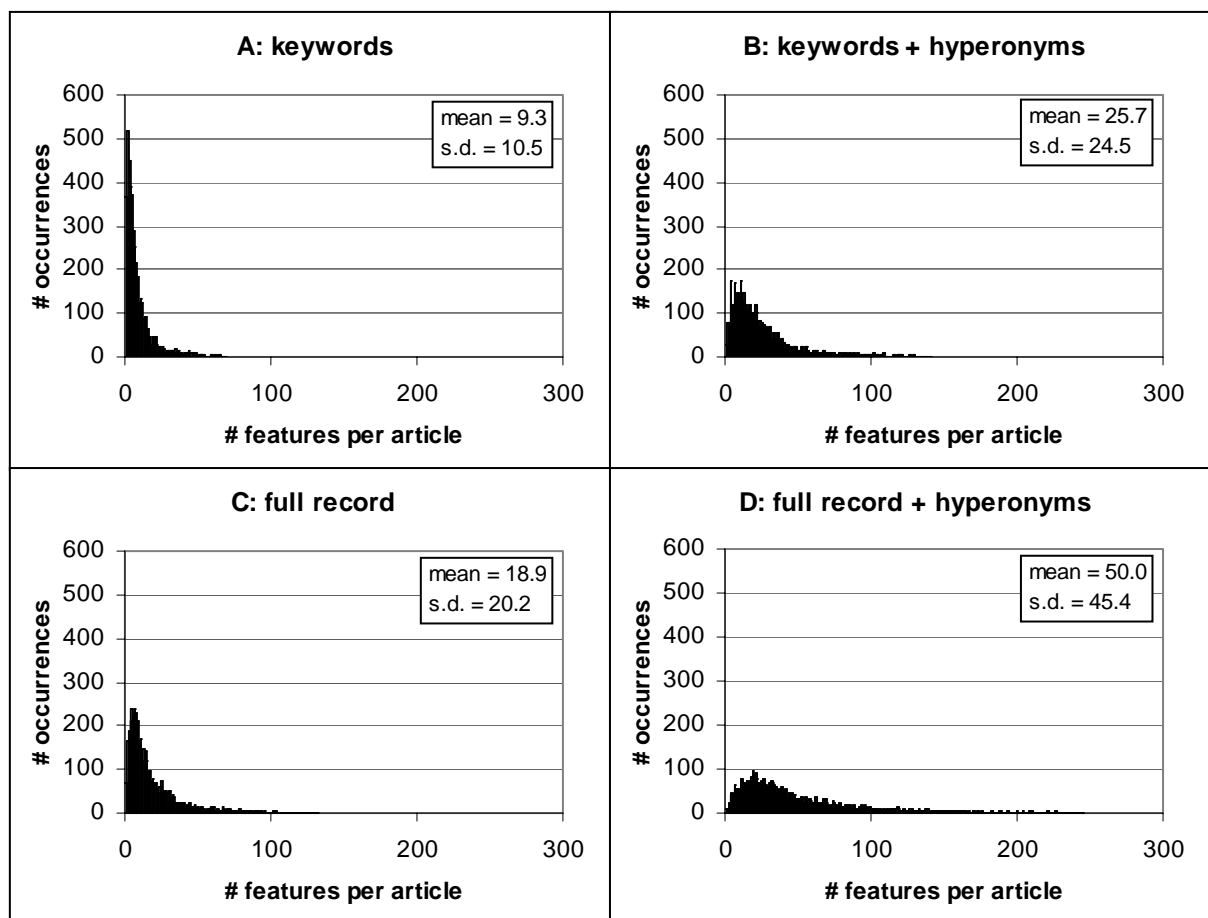 A: keywords
600
500
400
300
200
100
0
# occurrences
mean = 9.3
s.d. = 10.5
0 100 200 300
# features per article
B: keywords + hyperonyms
600
500
400
300
200
100
0
# occurrences
mean = 25.7
s.d. = 24.5
0 100 200 300
# features per article
C: full record
600
500
400
300
200
100
0
# occurrences
mean = 18.9
s.d. = 20.2
0 100 200 300
# features per article
D: full record + hyperonyms
600
500
400
300
200
100
0
# occurrences
mean = 50.0
s.d. = 45.4
0 100 200 300
# features per article